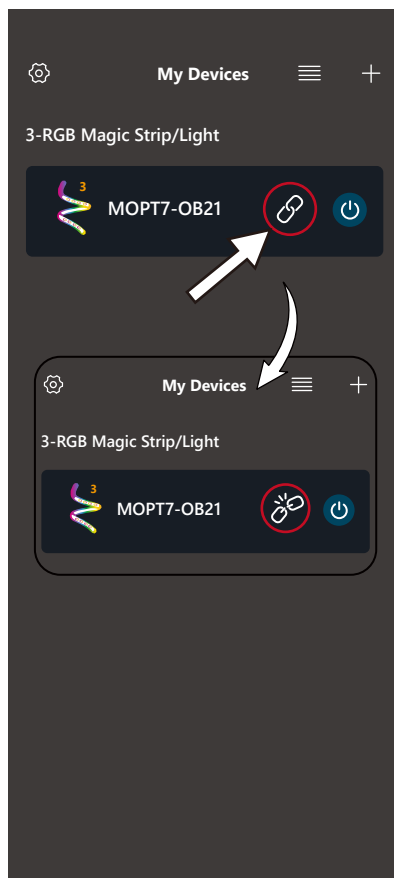 My Devices
3-RGB Magic Strip/Light
3
MOPT7-OB21
My Devices
3-RGB Magic Strip/Light
3
MOPT7-OB21